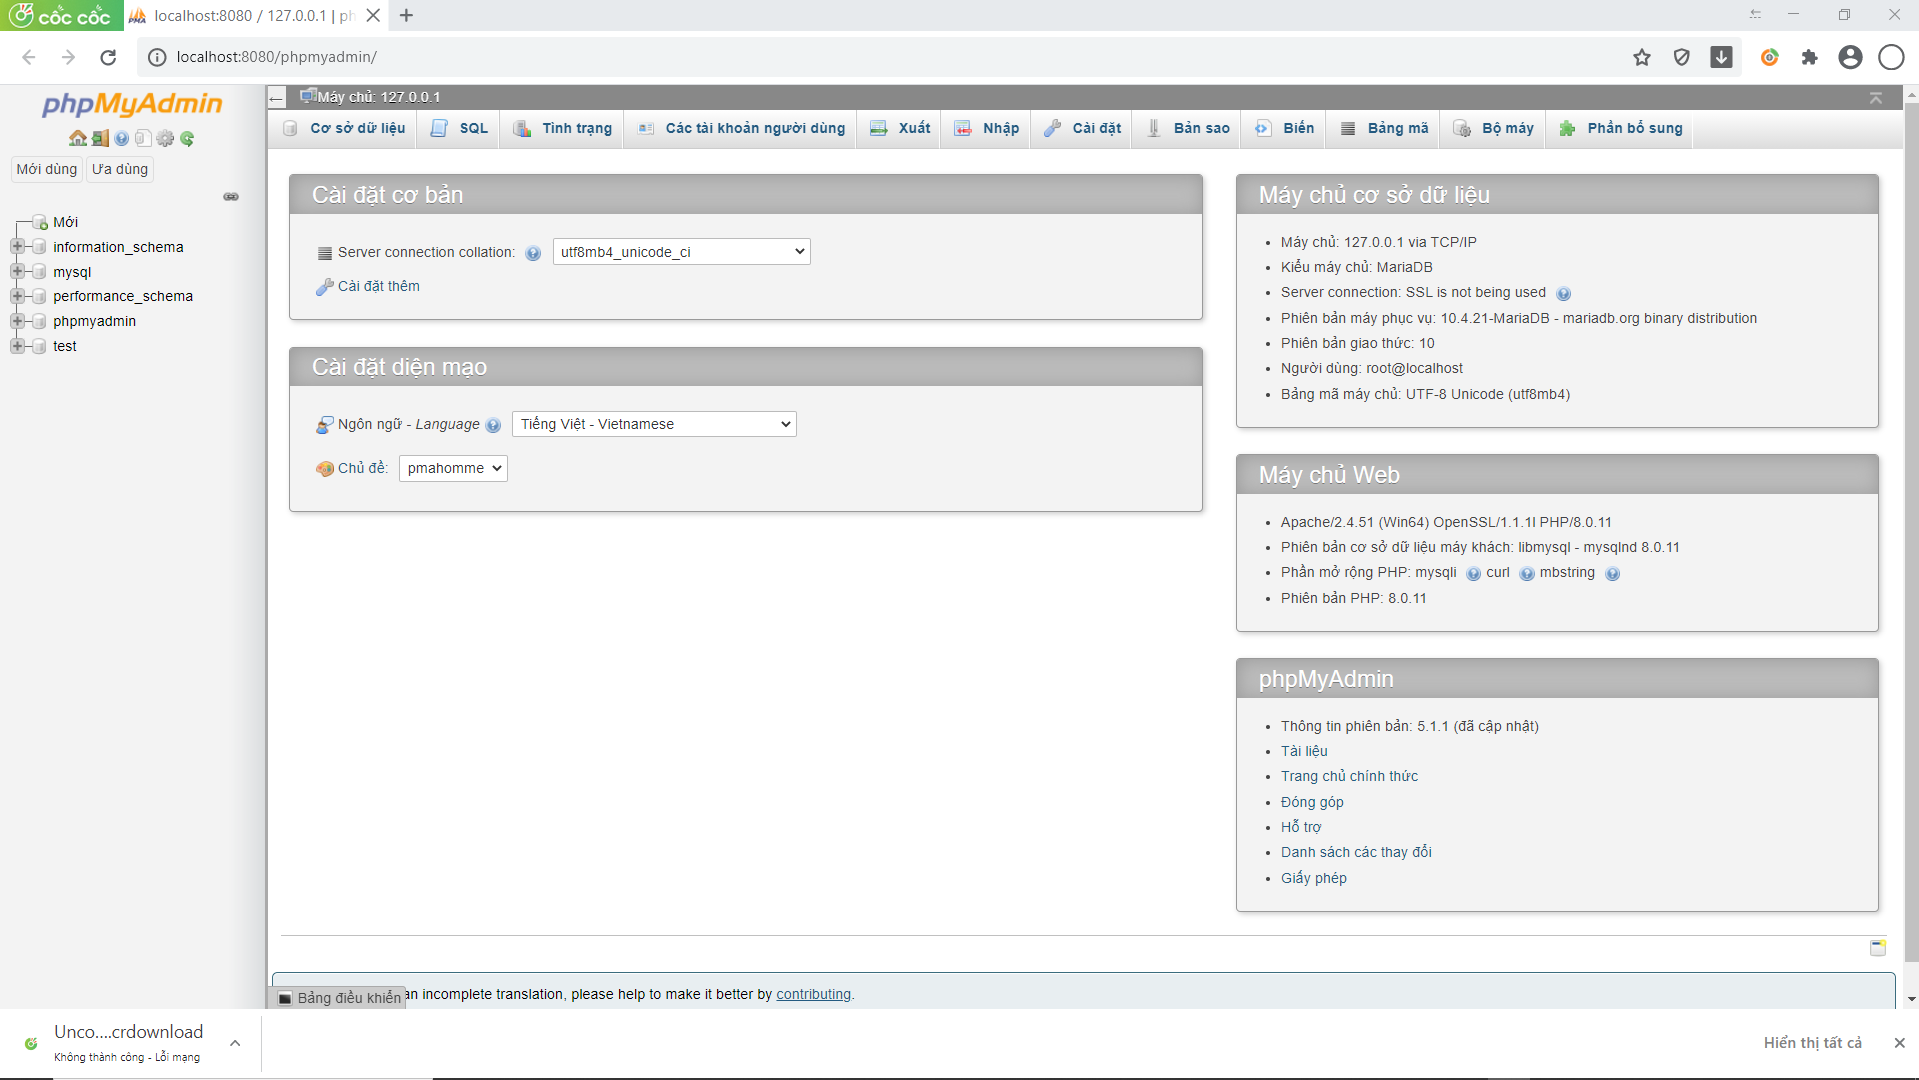 cốc cốc
localhost:8080 / 127.0.0.1 | ph
localhost:8080/phpmyadmin/
phpMyAdmin
Mới dùng
Ưa dùng
Mới
information_schema
mysql
performance_schema
phpmyadmin
test
Máy chủ: 127.0.0.1
Cơ sở dữ liệu
SQL
Tình trạng
Các tài khoản người dùng
Xuất
Nhập
Cài đặt
Bản sao
Biến
Bảng mã
Bộ máy
Phần bổ sung
Cài đặt cơ bản
Server connection collation:
utf8mb4_unicode_ci
Cài đặt thêm
Cài đặt diện mạo
Ngôn ngữ - Language
Tiếng Việt - Vietnamese
Chủ đề:
pmahomme
Máy chủ cơ sở dữ liệu
Máy chủ: 127.0.0.1 via TCP/IP
Kiểu máy chủ: MariaDB
Server connection: SSL is not being used
Phiên bản máy phục vụ: 10.4.21-MariaDB - mariadb.org binary distribution
Phiên bản giao thức: 10
Người dùng: root@localhost
Bảng mã máy chủ: UTF-8 Unicode (utf8mb4)
Máy chủ Web
Apache/2.4.51 (Win64) OpenSSL/1.1.1l PHP/8.0.11
Phiên bản cơ sở dữ liệu máy khách: libmysql - mysqlnd 8.0.11
Phần mở rộng PHP: mysqli curl mbstring
Phiên bản PHP: 8.0.11
phpMyAdmin
Thông tin phiên bản: 5.1.1 (đã cập nhật)
Tài liệu
Trang chủ chính thức
Đóng góp
Hỗ trợ
Danh sách các thay đổi
Giấy phép
Bảng điều khiển
an incomplete translation, please help to make it better by contributing.
Unco....crdownload
Không thành công - Lỗi mạng
Hiển thị tất cả